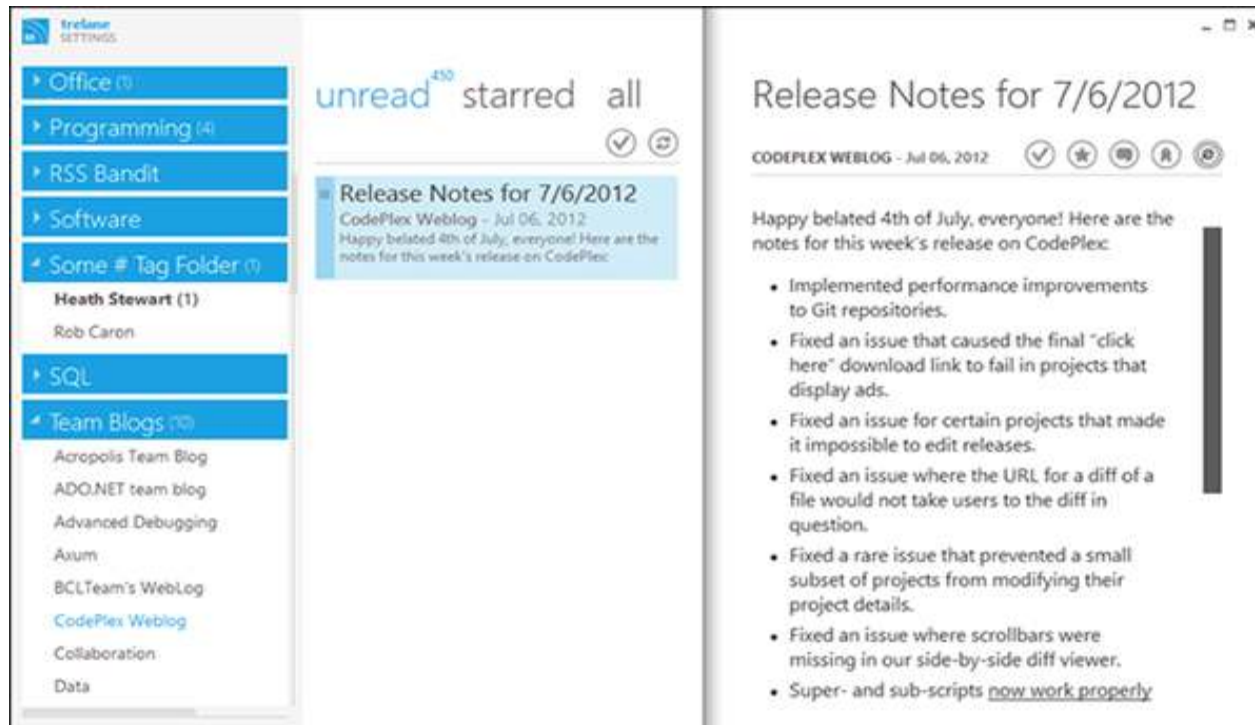 trelane
SETTINGS
Office (1)
Programming (4)
RSS Bandit
Software
Some # Tag Folder (1)
Heath Stewart (1)
Rob Caron
SQL
Team Blogs (10)
Acropolis Team Blog
ADO.NET team blog
Advanced Debugging
Axum
BCLTeam's WebLog
CodePlex Weblog
Collaboration
Data
unread 450 starred all
Release Notes for 7/6/2012
CodePlex Weblog - Jul 06, 2012
Happy belated 4th of July, everyone! Here are the
notes for this week's release on CodePlex:
Release Notes for 7/6/2012
CODEPLEX WEBLOG - Jul 06, 2012
Happy belated 4th of July, everyone! Here are the
notes for this week's release on CodePlex:
• Implemented performance improvements
to Git repositories.
• Fixed an issue that caused the final "click
here" download link to fail in projects that
display ads.
• Fixed an issue for certain projects that made
it impossible to edit releases.
• Fixed an issue where the URL for a diff of a
file would not take users to the diff in
question.
• Fixed a rare issue that prevented a small
subset of projects from modifying their
project details.
• Fixed an issue where scrollbars were
missing in our side-by-side diff viewer.
• Super- and sub-scripts now work properly